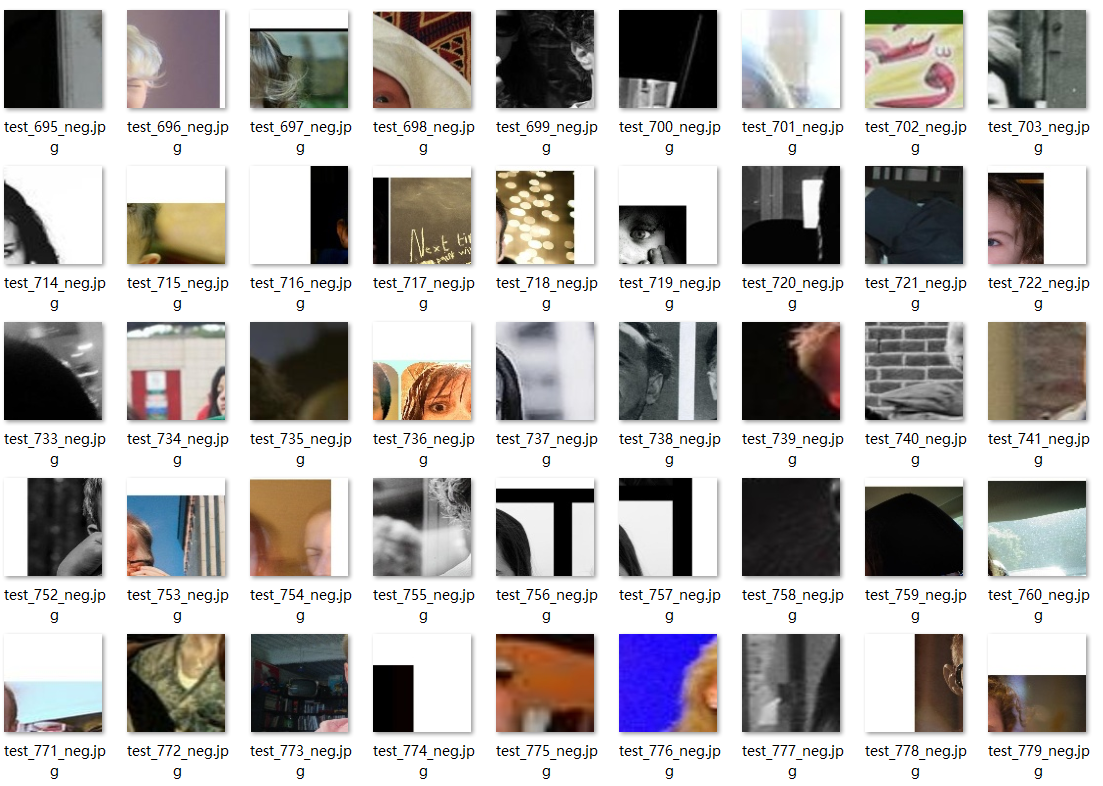 test_695_neg.jp
g
test_696_neg.jp
g
test_697_neg.jp
g
test_698_neg.jp
g
test_699_neg.jp
g
test_700_neg.jp
g
test_701_neg.jp
g
test_702_neg.jp
g
test_703_neg.jp
g
Next
test_714_neg.jp
g
test_715_neg.jp
g
test_716_neg.jp
g
test_717_neg.jp
g
test_718_neg.jp
g
test_719_neg.jp
g
test_720_neg.jp
g
test_721_neg.jp
g
test_722_neg.jp
g
test_733_neg.jp
g
test_734_neg.jp
g
test_735_neg.jp
g
test_736_neg.jp
g
test_737_neg.jp
g
test_738_neg.jp
g
test_739_neg.jp
g
test_740_neg.jp
g
test_741_neg.jp
g
test_752_neg.jp
g
test_753_neg.jp
g
test_754_neg.jp
g
test_755_neg.jp
g
test_756_neg.jp
g
test_757_neg.jp
g
test_758_neg.jp
g
test_759_neg.jp
g
test_760_neg.jp
g
test_771_neg.jp
g
test_772_neg.jp
g
test_773_neg.jp
g
test_774_neg.jp
g
test_775_neg.jp
g
test_776_neg.jp
g
test_777_neg.jp
g
test_778_neg.jp
g
test_779_neg.jp
g